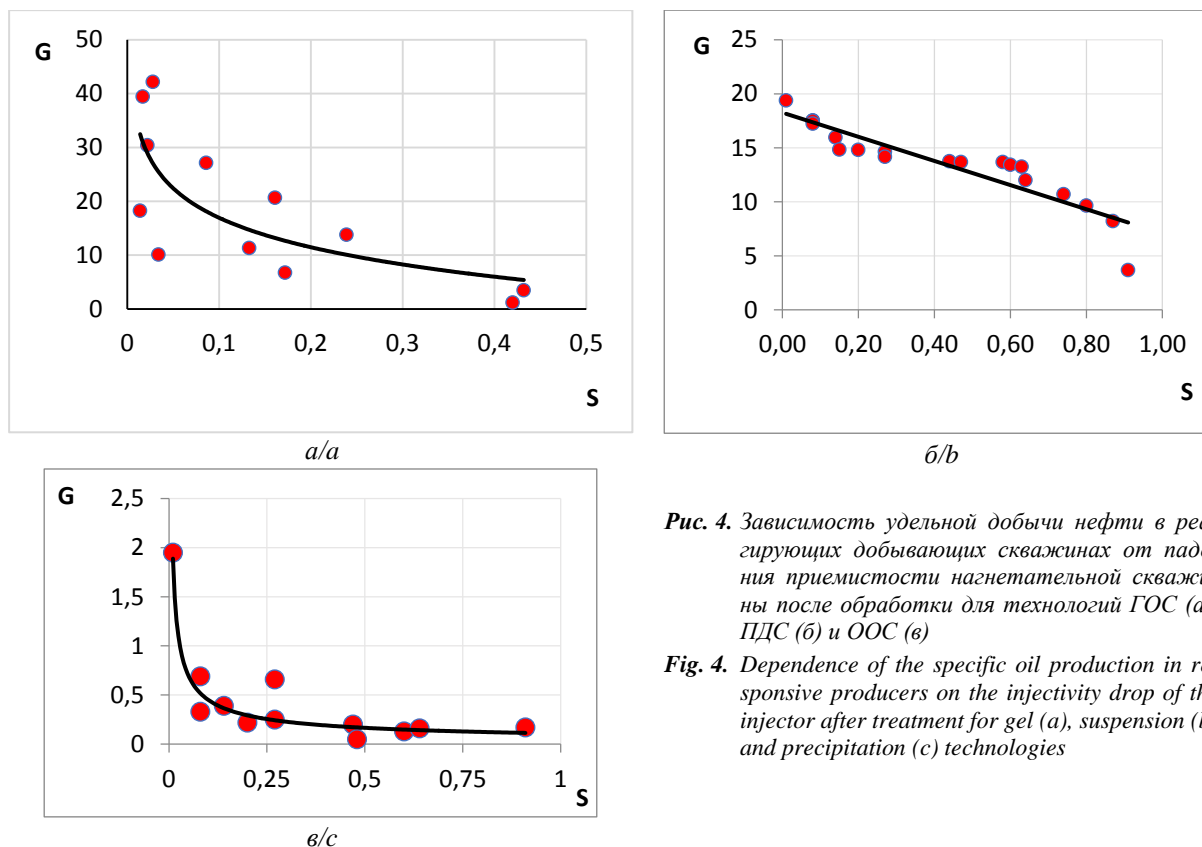 G
50
40
30
20
10
0
0
0,1
0,2
0,3
0,4
0,5
S
а/a
G
25
20
15
10
5
0
0,00
0,20
0,40
0,60
0,80
1,00
S
б/b
G
2,5
2
1,5
1
0,5
0
0
0,25
0,5
0,75
1
S
в/c
Рис. 4. Зависимость удельной добычи нефти в реа
гирующих добывающих скважинах от паде
ния приемистости нагнетательной скважи
ны после обработки для технологий ГОС (а
ПДС (б) и ООС (в)
Fig. 4. Dependence of the specific oil production in re
sponsive producers on the injectivity drop of th
injector after treatment for gel (a), suspension
and precipitation (c) technologies